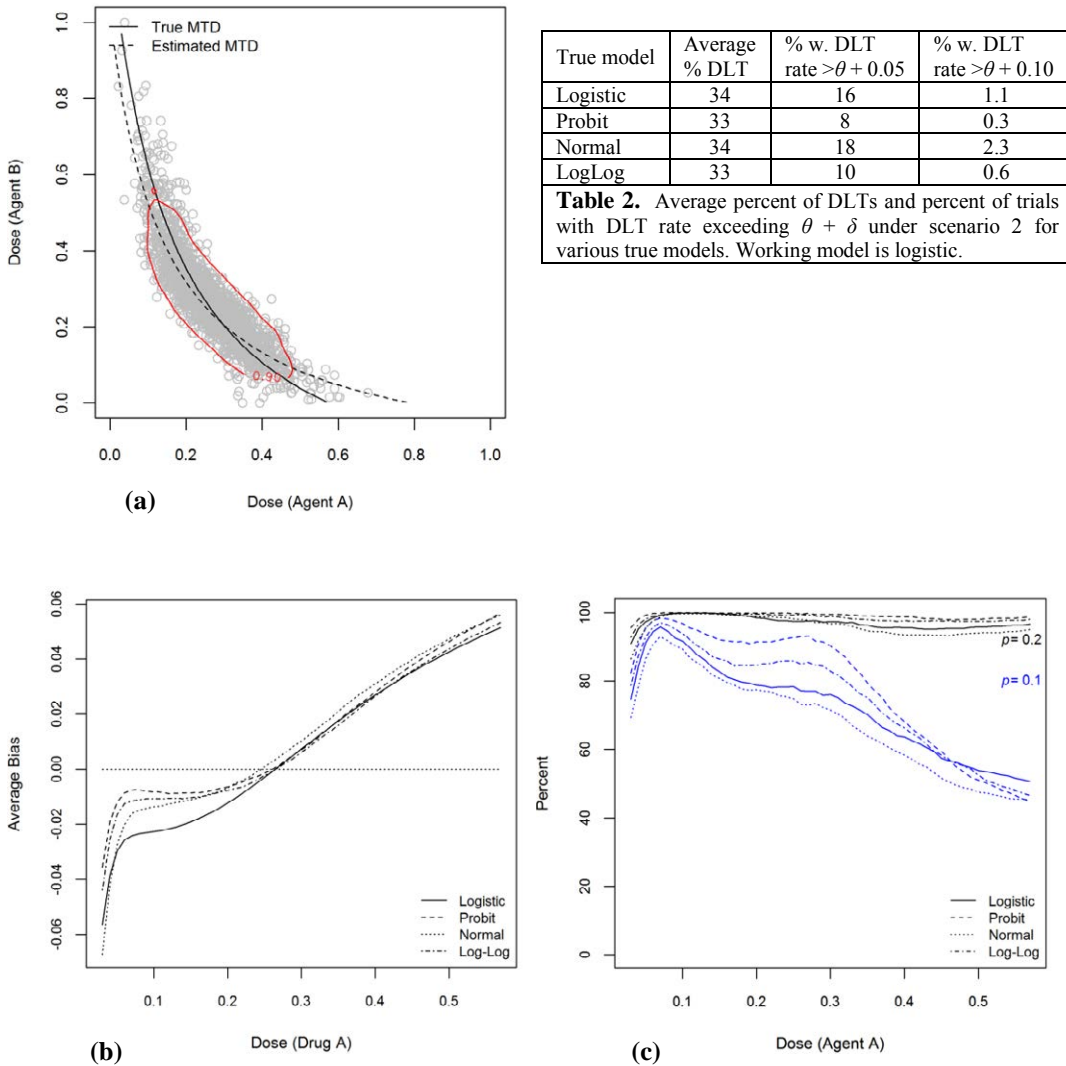 True MTD
Estimated MTD
1.0
0.8
0.6
0.4
0.2
0.0
Dose (Agent B)
0.90
0.0 0.2 0.4 0.6 0.8 1.0
Dose (Agent A)
(a)
True model | Average % DLT | % w. DLT rate >θ + 0.05 | % w. DLT rate >θ + 0.10
Logistic 34 16 1.1
Probit 33 8 0.3
Normal 34 18 2.3
LogLog 33 10 0.6
Table 2. Average percent of DLTs and percent of trials
with DLT rate exceeding θ + δ under scenario 2 for
various true models. Working model is logistic.
0.06
0.04
0.02
0.00
-0.02
-0.04
-0.06
Average Bias
Logistic
Probit
Normal
Log-Log
0.1 0.2 0.3 0.4 0.5
Dose (Drug A)
(b)
100
80
60
40
20
0
Percent
p= 0.2
p= 0.1
Logistic
Probit
Normal
Log-Log
0.1 0.2 0.3 0.4 0.5
Dose (Agent A)
(c)